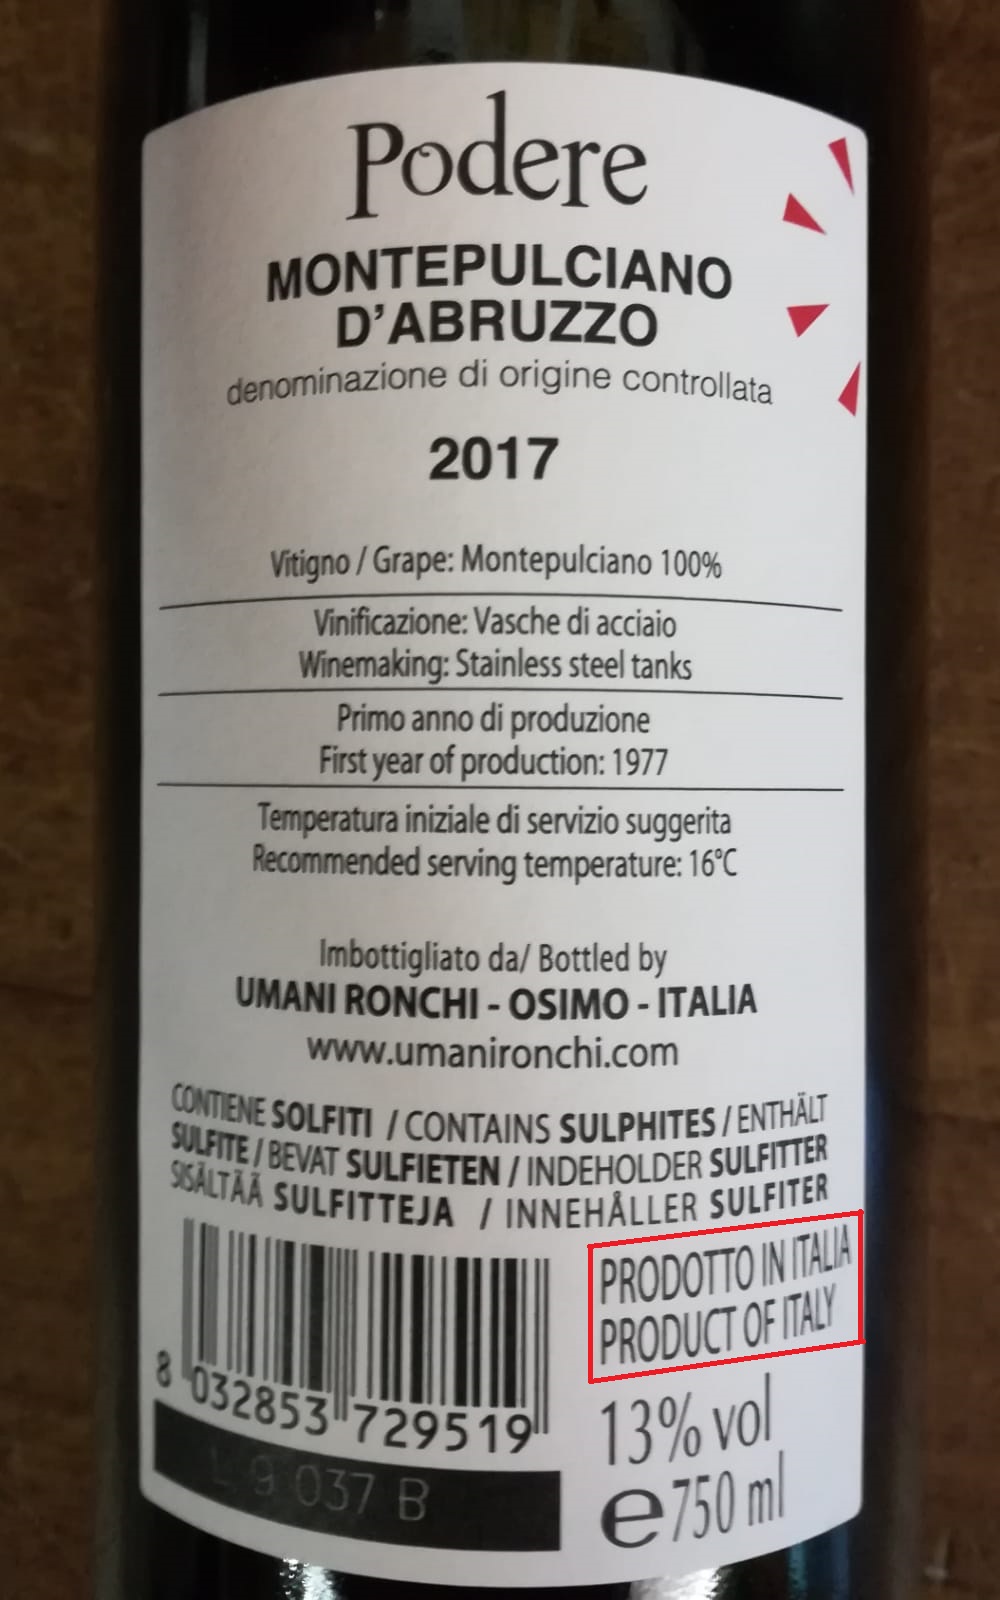 Podere
MONTEPULCIANO
D'ABRUZZO
denominazione di origine controllata
2017
Vitigno / Grape: Montepulciano 100%
Vinificazione: Vasche di acciaio
Winemaking: Stainless steel tanks
Primo anno di produzione
First year of production: 1977
Temperatura iniziale di servizio suggerita
Recommended serving temperature: 16°C
Imbottigliato da/ Bottled by
UMANI RONCHI - OSIMO - ITALIA
www.umanironchi.com
CONTIENE SOLFITI / CONTAINS SULPHITES / ENTHÄLT
SULFITE / BEVAT SULFIETEN / INDEHOLDER SULFITTER
SISÄLTÄÄ SULFITTEJA / INNEHÅLLER SULFITER
PRODOTTO IN ITALIA
PRODUCT OF ITALY
8 032853 729519
13% vol
L 9 037 B
e 750 ml